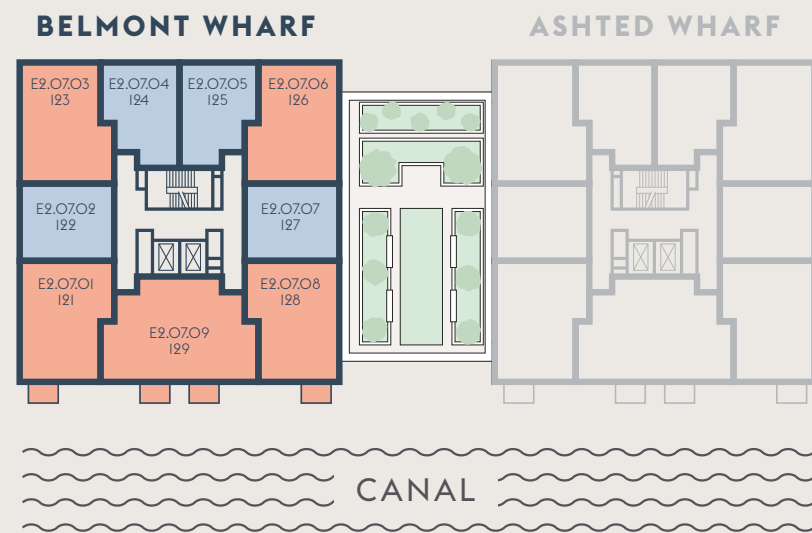 BELMONT WHARF
ASHTED WHARF
E2.07.03
123
E2.07.04
124
E2.07.05
125
E2.07.06
126
E2.07.02
122
E2.07.07
127
E2.07.01
121
E2.07.08
128
E2.07.09
129
CANAL